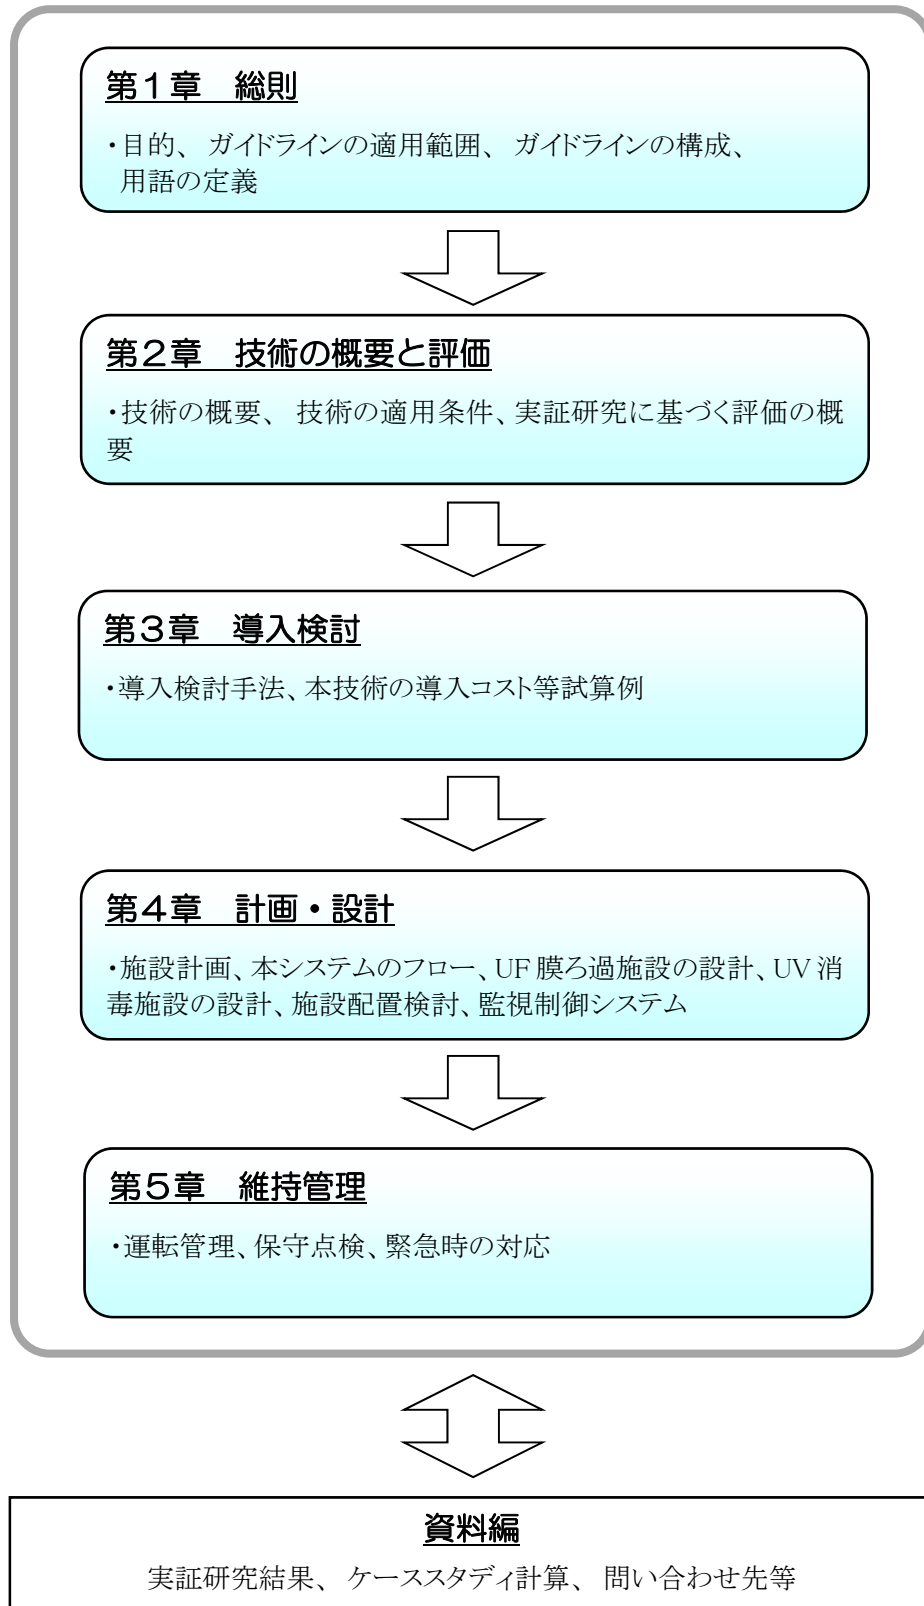 第1章　総則
・目的、ガイドラインの適用範囲、ガイドラインの構成、
用語の定義
第2章　技術の概要と評価
・技術の概要、技術の適用条件、実証研究に基づく評価の概
要
第3章　導入検討
・導入検討手法、本技術の導入コスト等試算例
第4章　計画・設計
・施設計画、本システムのフロー、UF膜ろ過施設の設計、UV消
毒施設の設計、施設配置検討、監視制御システム
第5章　維持管理
・運転管理、保守点検、緊急時の対応
資料編
実証研究結果、ケーススタディ計算、問い合わせ先等